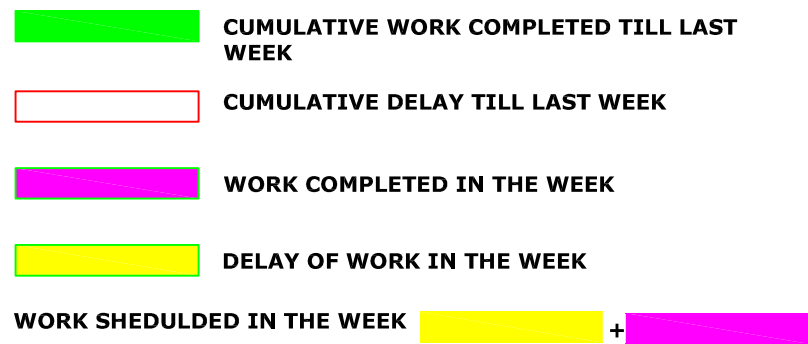 CUMULATIVE WORK COMPLETED TILL LAST
WEEK
CUMULATIVE DELAY TILL LAST WEEK
WORK COMPLETED IN THE WEEK
DELAY OF WORK IN THE WEEK
WORK SHEDULDED IN THE WEEK +